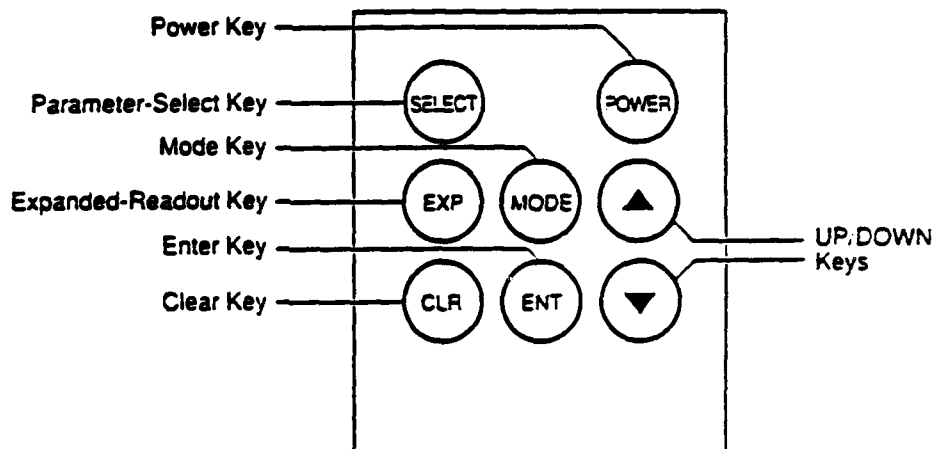 Power Key
Parameter-Select Key
SELECT
POWER
Mode Key
Expanded-Readout Key
EXP
MODE
UP/DOWN
Keys
Enter Key
Clear Key
CLR
ENT